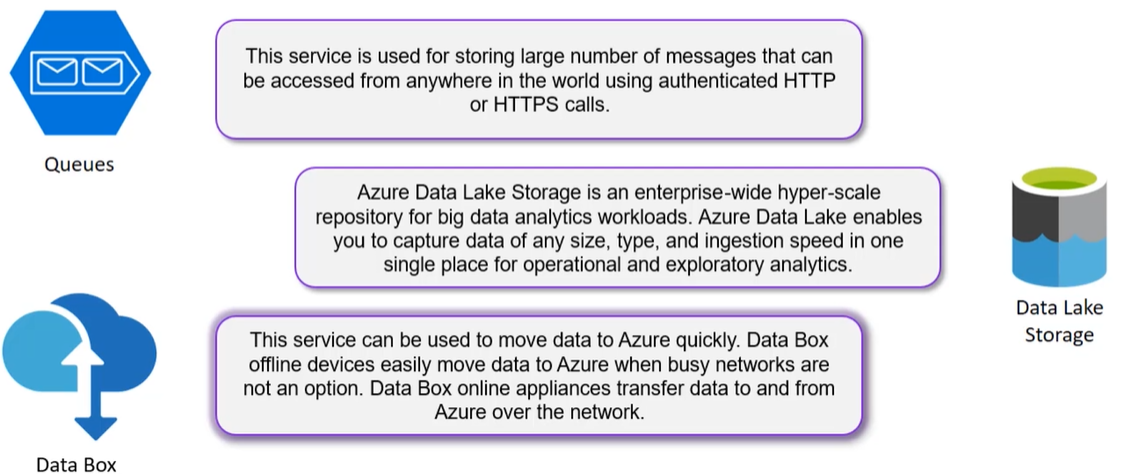 This service is used for storing large number of messages that can
be accessed from anywhere in the world using authenticated HTTP
or HTTPS calls.
Queues
Azure Data Lake Storage is an enterprise-wide hyper-scale
repository for big data analytics workloads. Azure Data Lake enables
you to capture data of any size, type, and ingestion speed in one
single place for operational and exploratory analytics.
Data Lake
Storage
This service can be used to move data to Azure quickly. Data Box
offline devices easily move data to Azure when busy networks are
not an option. Data Box online appliances transfer data to and from
Azure over the network.
Data Box